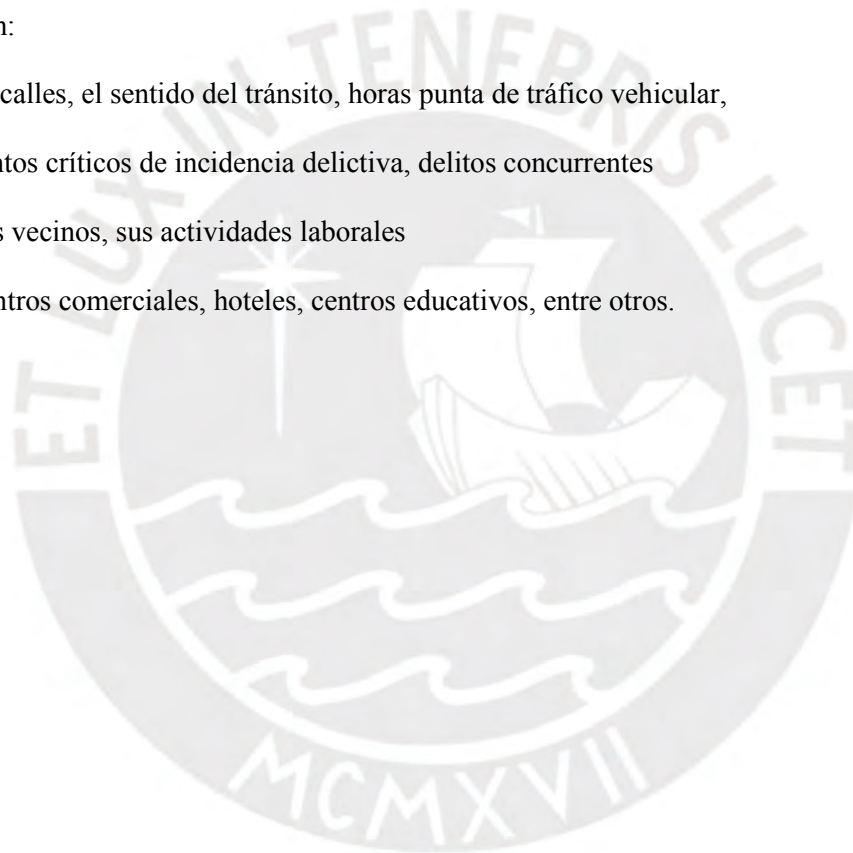 n:
calles, el sentido del tránsito, horas punta de tráfico vehicular,
ntos críticos de incidencia delictiva, delitos concurrentes
s vecinos, sus actividades laborales
ntros comerciales, hoteles, centros educativos, entre otros.
ET LUX IN TENEBRIS LUCET
MCMXVII